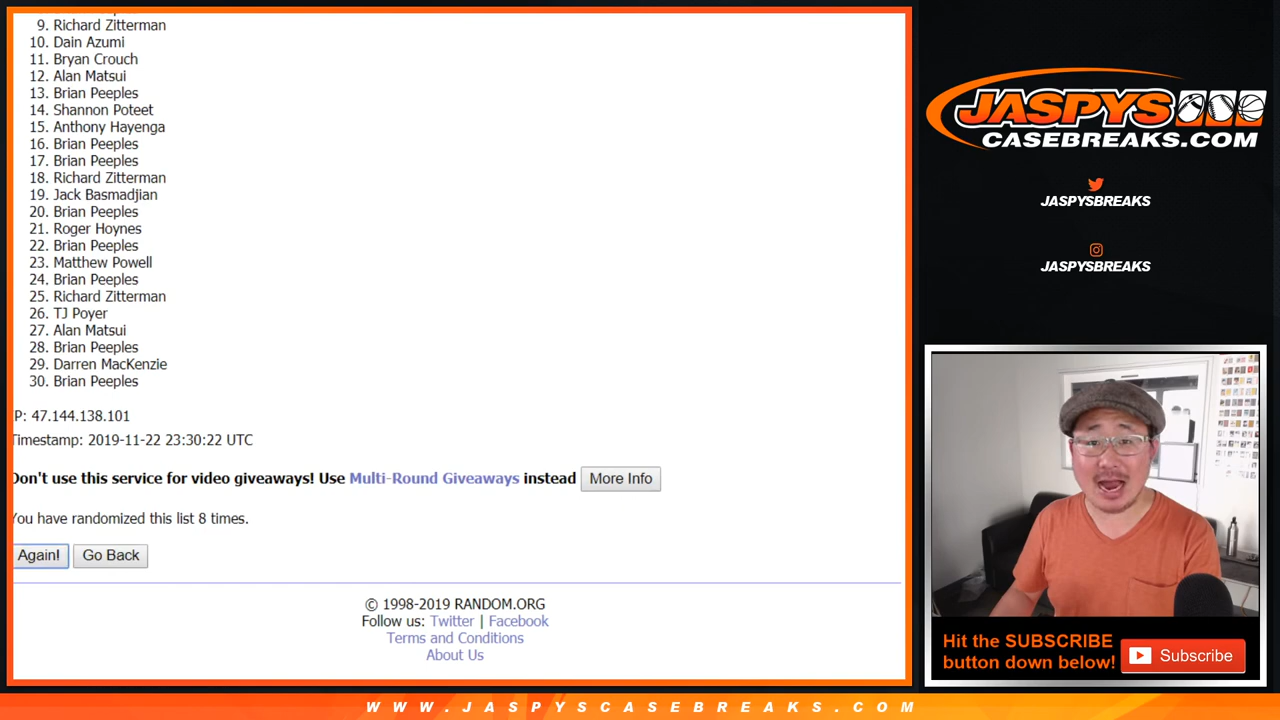 9. Richard Zitterman
10. Dain Azumi
11. Bryan Crouch
12. Alan Matsui
13. Brian Peeples
14. Shannon Poteet
15. Anthony Hayenga
16. Brian Peeples
17. Brian Peeples
18. Richard Zitterman
19. Jack Basmadjian
20. Brian Peeples
21. Roger Hoynes
22. Brian Peeples
23. Matthew Powell
24. Brian Peeples
25. Richard Zitterman
26. TJ Poyer
27. Alan Matsui
28. Brian Peeples
29. Darren MacKenzie
30. Brian Peeples
IP: 47.144.138.101
Timestamp: 2019-11-22 23:30:22 UTC
Don't use this service for video giveaways! Use Multi-Round Giveaways instead More Info
You have randomized this list 8 times.
Again! Go Back
© 1998-2019 RANDOM.ORG
Follow us: Twitter | Facebook
Terms and Conditions
About Us
JASPYS
CASEBREAKS.COM
JASPYSBREAKS
JASPYSBREAKS
Hit the SUBSCRIBE
button down below!
Subscribe
WWW.JASPYSCASEBREAKS.COM